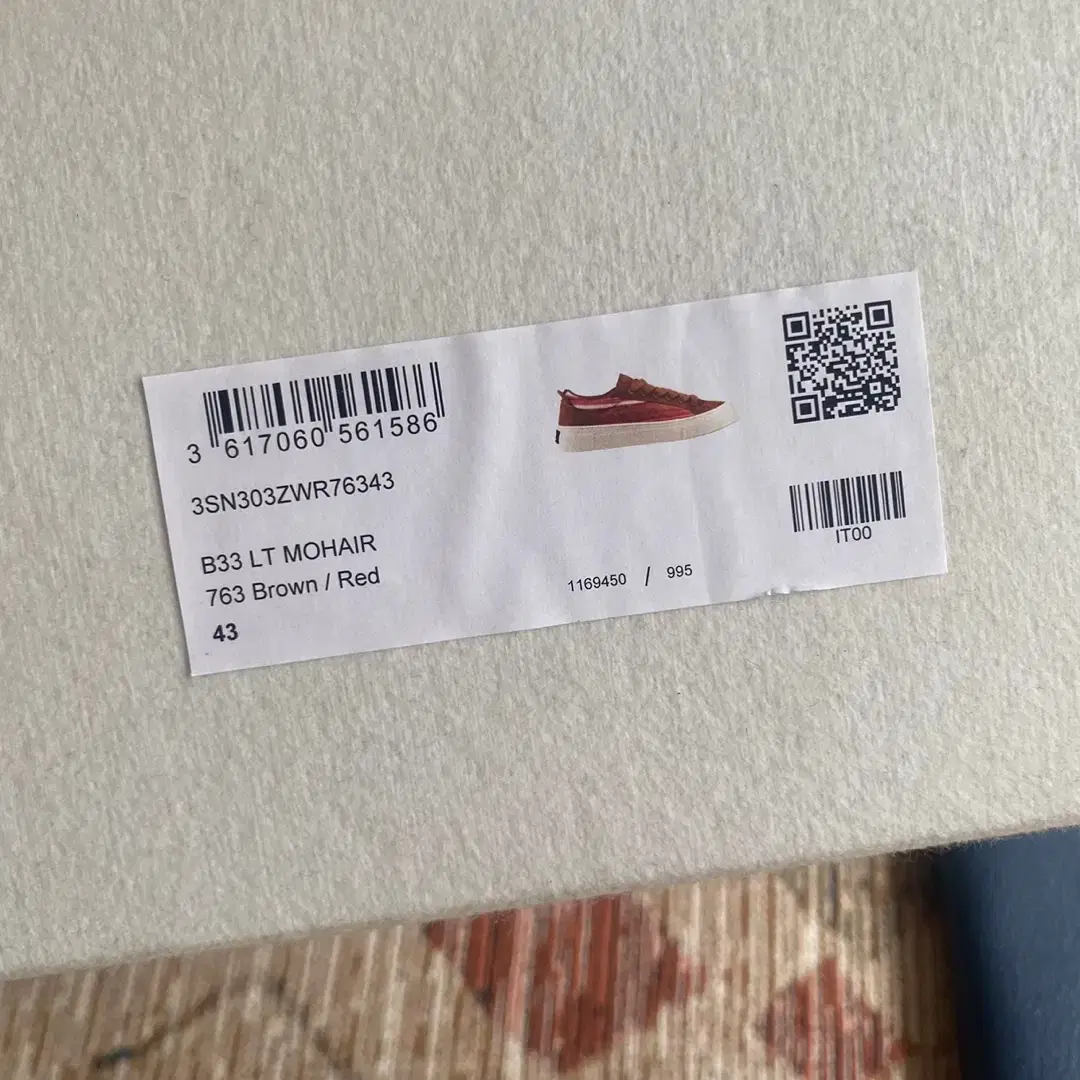 3 617060 561586
3SN303ZWR76343
B33 LT MOHAIR
763 Brown / Red
43
1169450 / 995
IT00